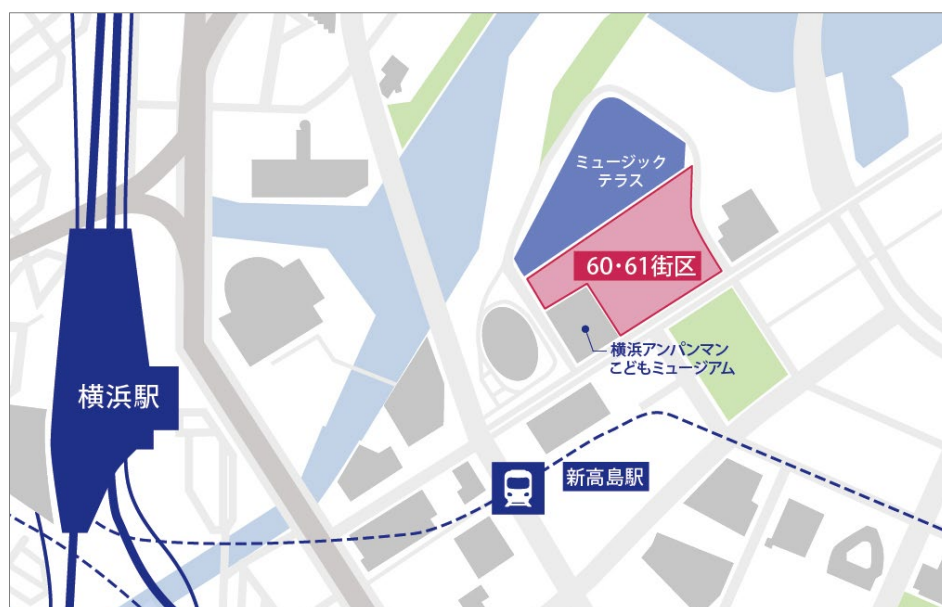 ミュージック
テラス
60・61街区
横浜アンパンマン
こどもミュージアム
横浜駅
新高島駅